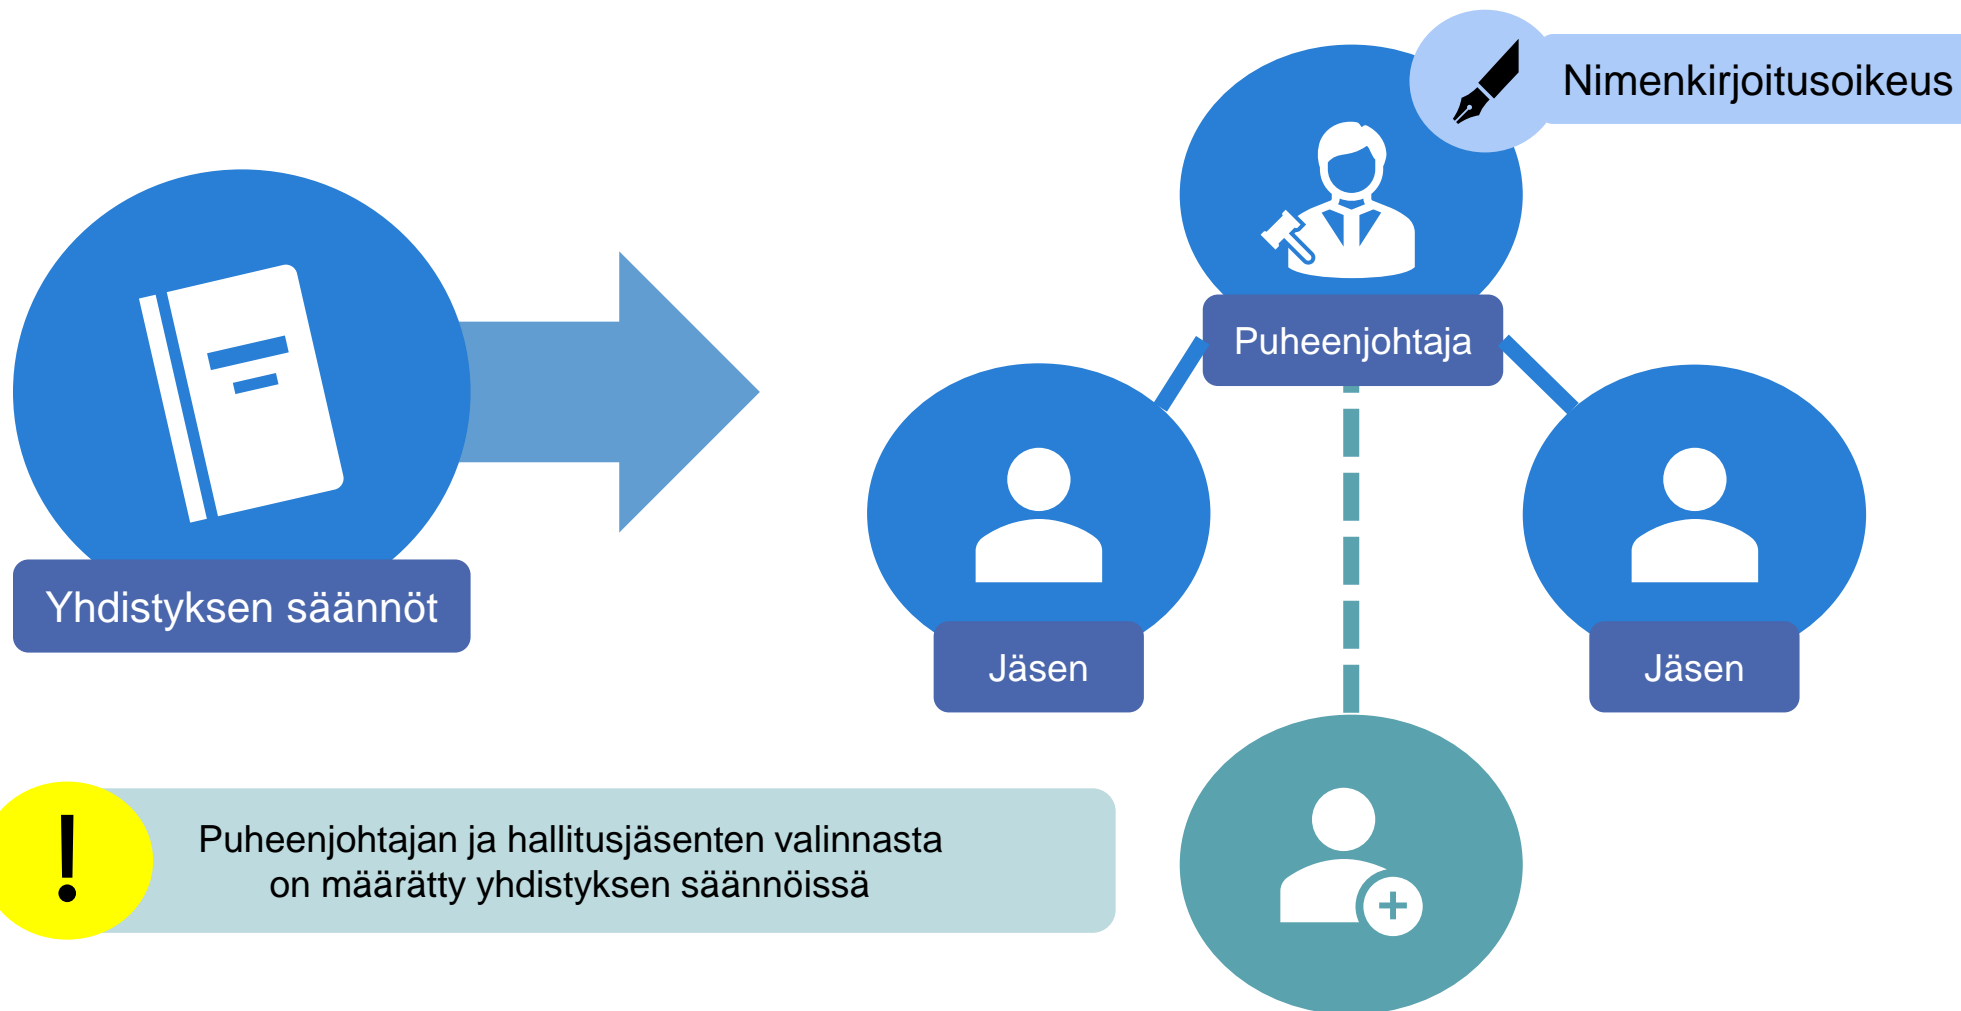 Nimenkirjoitusoikeus
Puheenjohtaja
Yhdistyksen säännöt
Jäsen
Jäsen
!
Puheenjohtajan ja hallitusjäsenten valinnasta
on määrätty yhdistyksen säännöissä